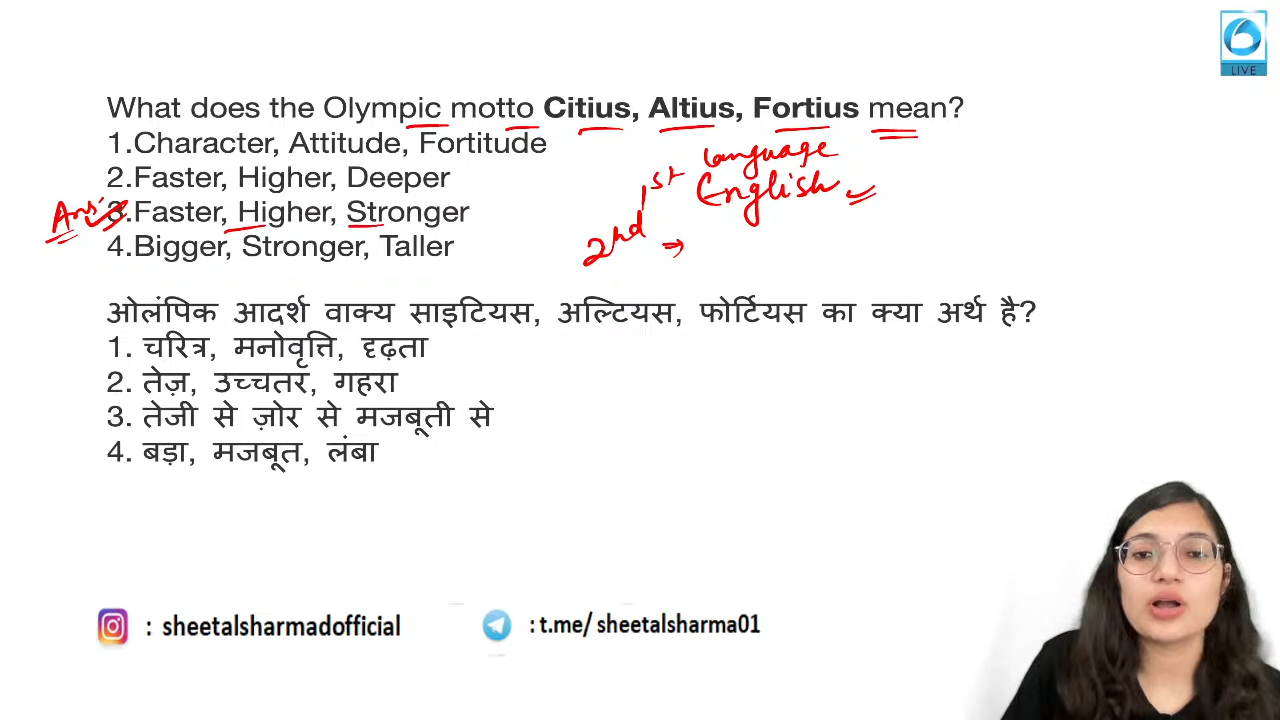 LIVE
What does the Olympic motto Citius, Altius, Fortius mean?
1.Character, Attitude, Fortitude
2.Faster, Higher, Deeper
3.Faster, Higher, Stronger
4.Bigger, Stronger, Taller
Ans:
1st Language
English
2nd →
ओलंपिक आदर्श वाक्य साइटियस, अल्टियस, फोर्टियस का क्या अर्थ है?
1. चरित्र, मनोवृत्ति, दृढ़ता
2. तेज़, उच्चतर, गहरा
3. तेजी से ज़ोर से मजबूती से
4. बड़ा, मजबूत, लंबा
: sheetalsharmadofficial
: t.me/ sheetalsharma01